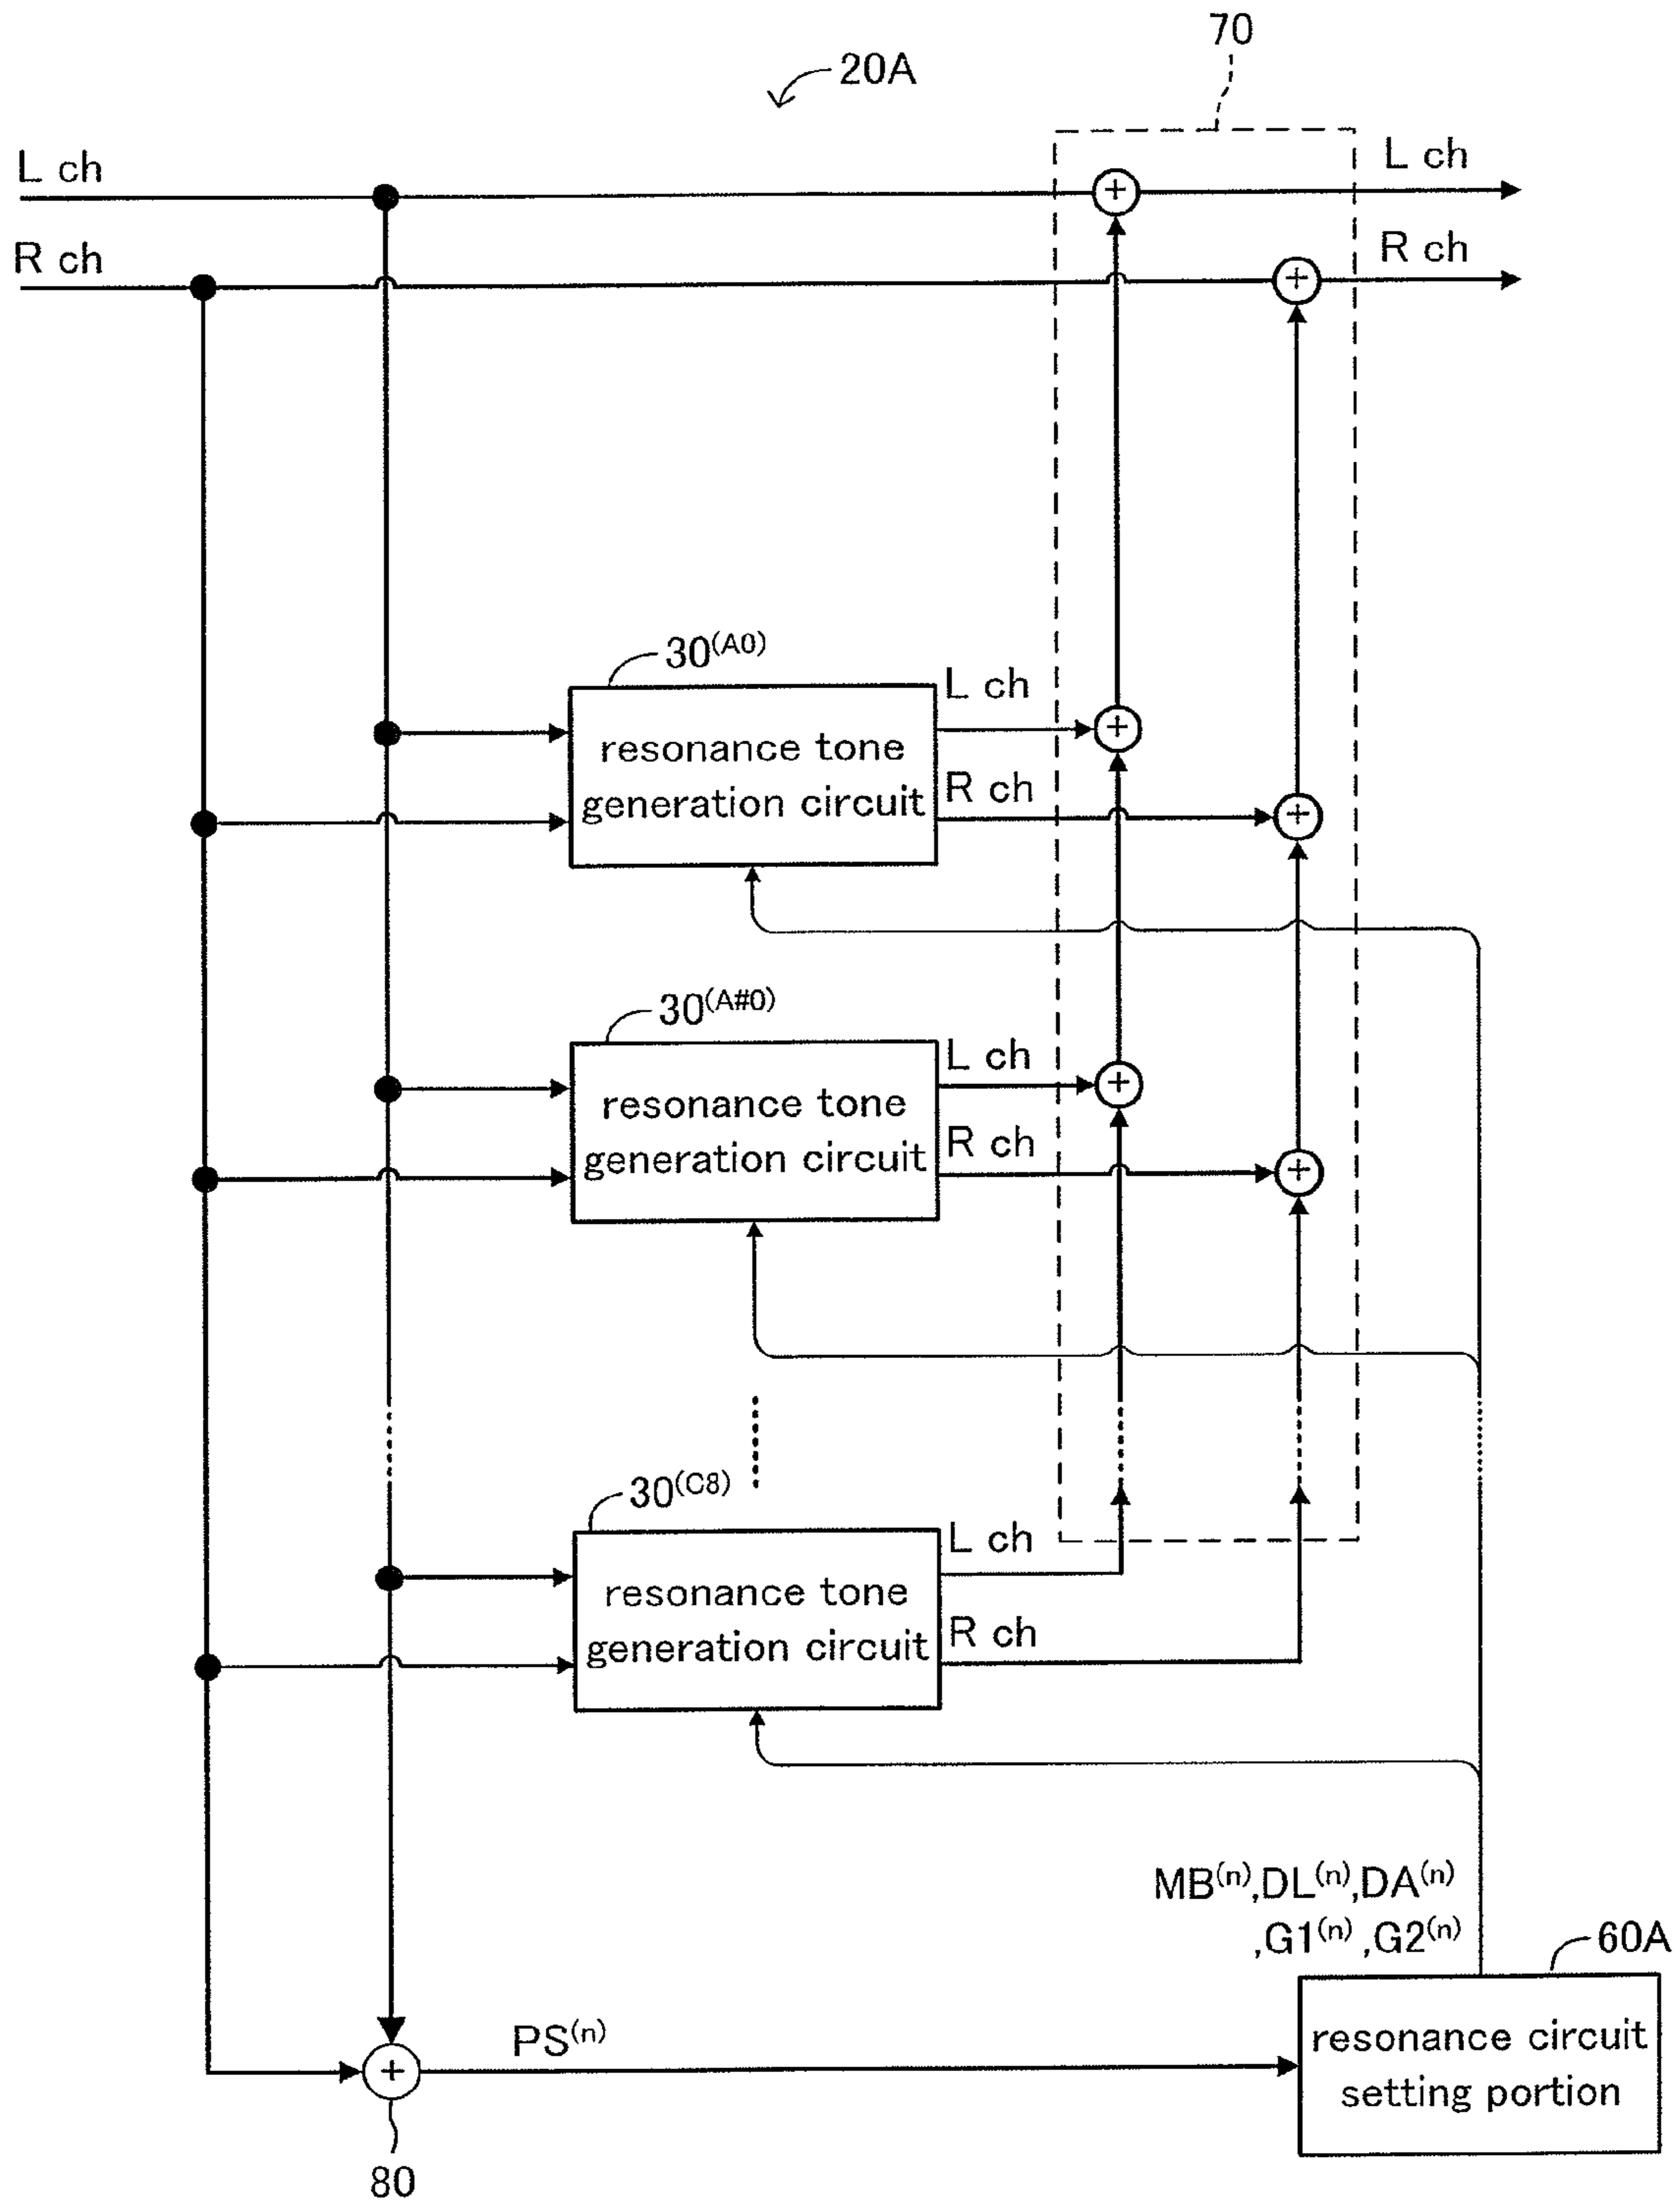 70
20A
L ch
L ch
R ch
R ch
30(A0)
L ch
resonance tone
generation circuit
R ch
30(A#0)
L ch
resonance tone
generation circuit
R ch
30(C8)
L ch
resonance tone
generation circuit
R ch
MB(n),DL(n),DA(n)
,G1(n) ,G2(n)
60A
PS(n)
resonance circuit
setting portion
80
+
+
+
+
+
+
+